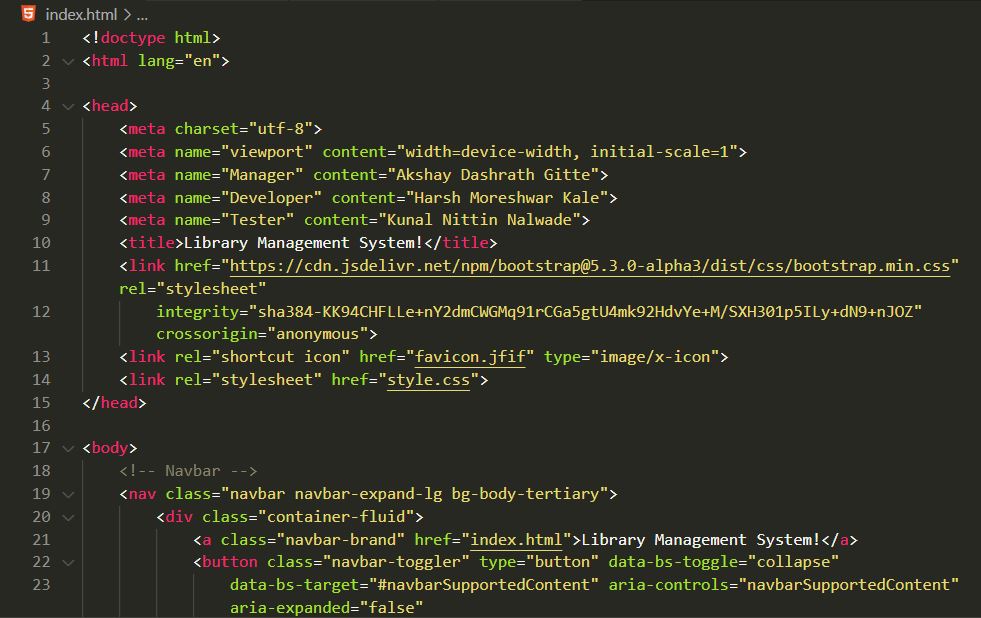 index.html > ...
1 <!doctype html>
2 <html lang="en">
3
4 <head>
5 <meta charset="utf-8">
6 <meta name="viewport" content="width=device-width, initial-scale=1">
7 <meta name="Manager" content="Akshay Dashrath Gitte">
8 <meta name="Developer" content="Harsh Moreshwar Kale">
9 <meta name="Tester" content="Kunal Nittin Nalwade">
10 <title>Library Management System!</title>
11 <link href="https://cdn.jsdelivr.net/npm/bootstrap@5.3.0-alpha3/dist/css/bootstrap.min.css"
rel="stylesheet"
12 integrity="sha384-KK94CHFLLe+nY2dmCWGMq91rCGa5gtU4mk92HdvYe+M/SXH301p5ILy+dN9+nJOZ"
crossorigin="anonymous">
13 <link rel="shortcut icon" href="favicon.jfif" type="image/x-icon">
14 <link rel="stylesheet" href="style.css">
15 </head>
16
17 <body>
18 <!-- Navbar -->
19 <nav class="navbar navbar-expand-lg bg-body-tertiary">
20 <div class="container-fluid">
21 <a class="navbar-brand" href="index.html">Library Management System!</a>
22 <button class="navbar-toggler" type="button" data-bs-toggle="collapse"
23 data-bs-target="#navbarSupportedContent" aria-controls="navbarSupportedContent"
aria-expanded="false"